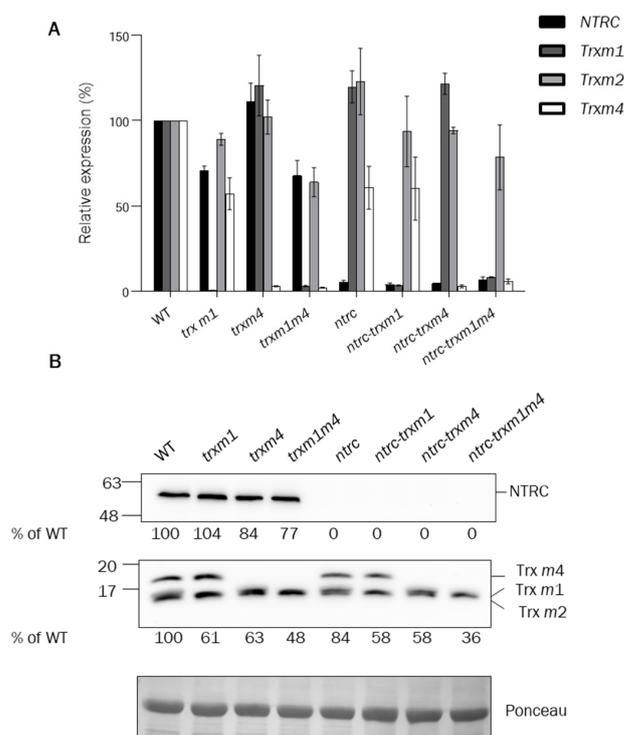 A
NTRC
Trxm1
Trxm2
Trxm4
Relative expression (%)
150
100
50
0
WT
trx m1
trxm4
trxm1m4
ntrc
ntrc-trxm1
ntrc-trxm4
ntrc-trxm1m4
B
WT
trxm1
trxm4
trxm1m4
ntrc
ntrc-trxm1
ntrc-trxm4
ntrc-trxm1m4
63
48
NTRC
% of WT 100 104 84 77 0 0 0 0
20
17
Trx m4
Trx m1
Trx m2
% of WT 100 61 63 48 84 58 58 36
Ponceau